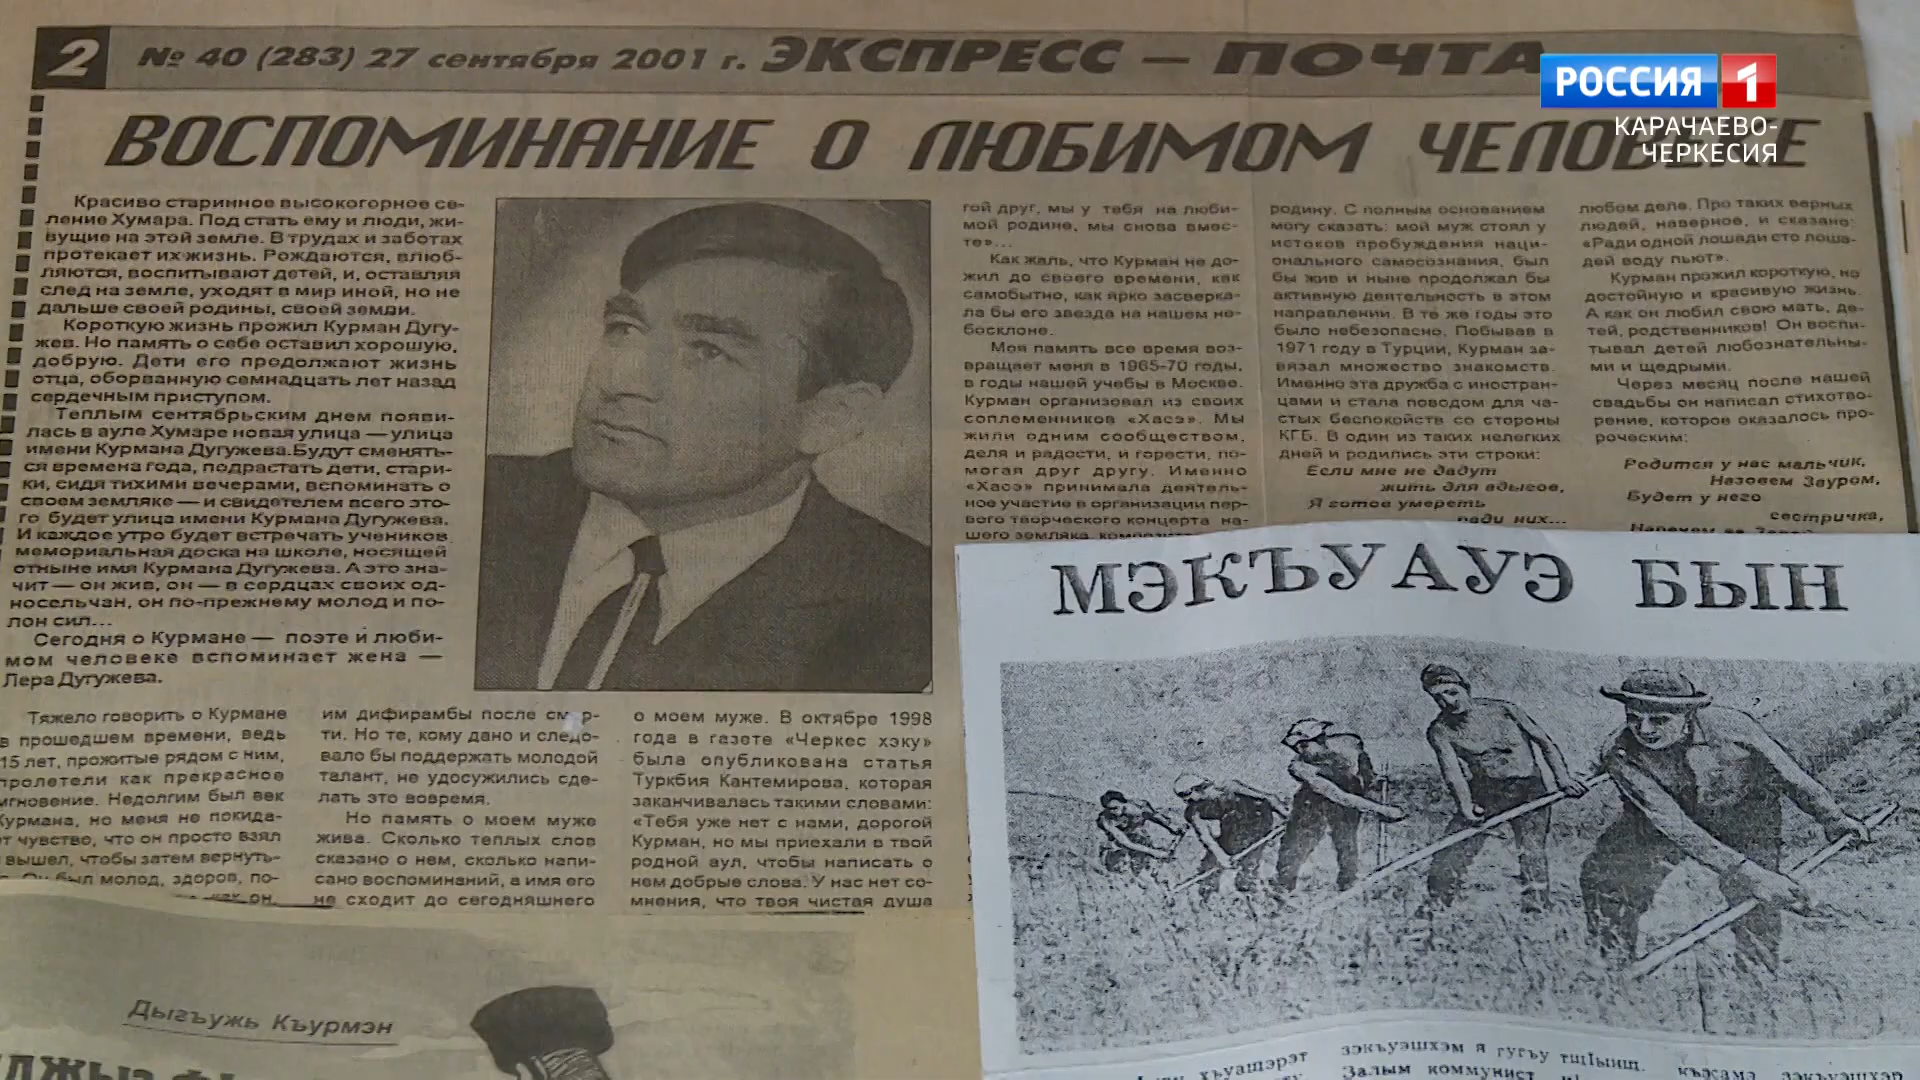 2 № 40 (283) 27 сентября 2001 г. ЭКСПРЕСС — ПОЧТА
РОССИЯ 1
КАРАЧАЕВО-
ЧЕРКЕСИЯ
ВОСПОМИНАНИЕ О ЛЮБИМОМ
Красиво старинное высокогорное се-
ление Хумара. Под стать ему и люди, жи-
вущие на этой земле. В трудах и заботах
протекает их жизнь. Рождаются, влюб-
ляются, воспитывают детей, и, оставляя
след на земле, уходят в мир иной, но не
дальше своей родины, своей земли.
Короткую жизнь прожил Курман Дугу-
жев. Но память о себе оставил хорошую,
добрую. Дети его продолжают жизнь
отца, оборванную семнадцать лет назад
сердечным приступом.
Теплым сентябрьским днем появи-
лась в ауле Хумаре новая улица — улица
имени Курмана Дугужева. Будут сменять-
ся времена года, подрастать дети, стари-
ки, сидя тихими вечерами, вспоминать о
своем земляке — и свидетелем всего это-
го будет улица имени Курмана Дугужева.
И каждое утро будет встречать учеников
мемориальная доска на школе, носящей
отныне имя Курмана Дугужева. А это зна-
чит — он жив, он — в сердцах своих од-
носельчан, он по-прежнему молод и по-
лон сил...
Сегодня о Курмане — поэте и люби-
мом человеке вспоминает жена —
Лера Дугужева.
Тяжело говорить о Курмане
в прошедшем времени, ведь
15 лет, прожитые рядом с ним,
пролетели как прекрасное
мгновение. Недолгим был век
Курмана, но меня не покида-
ет чувство, что он просто взял
вышел, чтобы затем вернуть-
был молод, здоров, по-
как он,
им дифирамбы после смер-
ти. Но те, кому дано и следо-
вало бы поддержать молодой
талант, не удосужились сде-
лать это вовремя.
Но память о моем муже
жива. Сколько теплых слов
сказано о нем, сколько напи-
сано воспоминаний, а имя его
не сходит до сегодняшнего
о моем муже. В октябре 1998
года в газете «Черкес хэку»
была опубликована статья
Туркбия Кантемирова, которая
заканчивалась такими словами:
«Тебя уже нет с нами, дорогой
Курман, но мы приехали в твой
родной аул, чтобы написать о
нем добрые слова. У нас нет со-
мнения, что твоя чистая душа
гой друг, мы у тебя на люби-
мой родине, мы снова вмес-
те»...
Как жаль, что Курман не до-
жил до своего времени, как
самобытно, как ярко засверка-
ла бы его звезда на нашем не-
босклоне.
Моя память все время воз-
вращает меня в 1965-70 годы,
в годы нашей учебы в Москве.
Курман организовал из своих
соплеменников «Хасэ». Мы
жили одним сообществом,
деля и радости, и горести, по-
могая друг другу. Именно
«Хасэ» принимала деятель-
ное участие в организации пер-
вого творческого концерта на-
шего земляка,
родину. С полным основанием
могу сказать: мой муж стоял у
истоков пробуждения наци-
онального самосознания, был
бы жив и ныне продолжал бы
активную деятельность в этом
направлении. В те же годы это
было небезопасно. Побывав в
1971 году в Турции, Курман за-
вязал множество знакомств.
Именно эта дружба с иностран-
цами и стала поводом для час-
тых беспокойств со стороны
КГБ. В один из таких нелегких
дней и родились эти строки:
Если мне не дадут
жить для адыгов,
Я готов умереть
ради них...
любом деле. Про таких верных
людей, наверное, и сказано:
«Ради одной лошади сто лоша-
дей воду пьют».
Курман прожил короткую, но
достойную и красивую жизнь.
А как он любил свою мать, де-
тей, родственников! Он воспи-
тывал детей любознательны-
ми и щедрыми.
Через месяц после нашей
свадьбы он написал стихотво-
рение, которое оказалось про-
роческим:
Родится у нас мальчик,
Назовем Зауром,
Будет у него
сестричка,
МЭКЪУАУЭ БЫН
хъуашэрэт
зэкъуэшхэм я гугъу тщIыщ.
Залым коммунист
къэсамэ зэкъуэшхэр
Дыгъужь Къурмэн